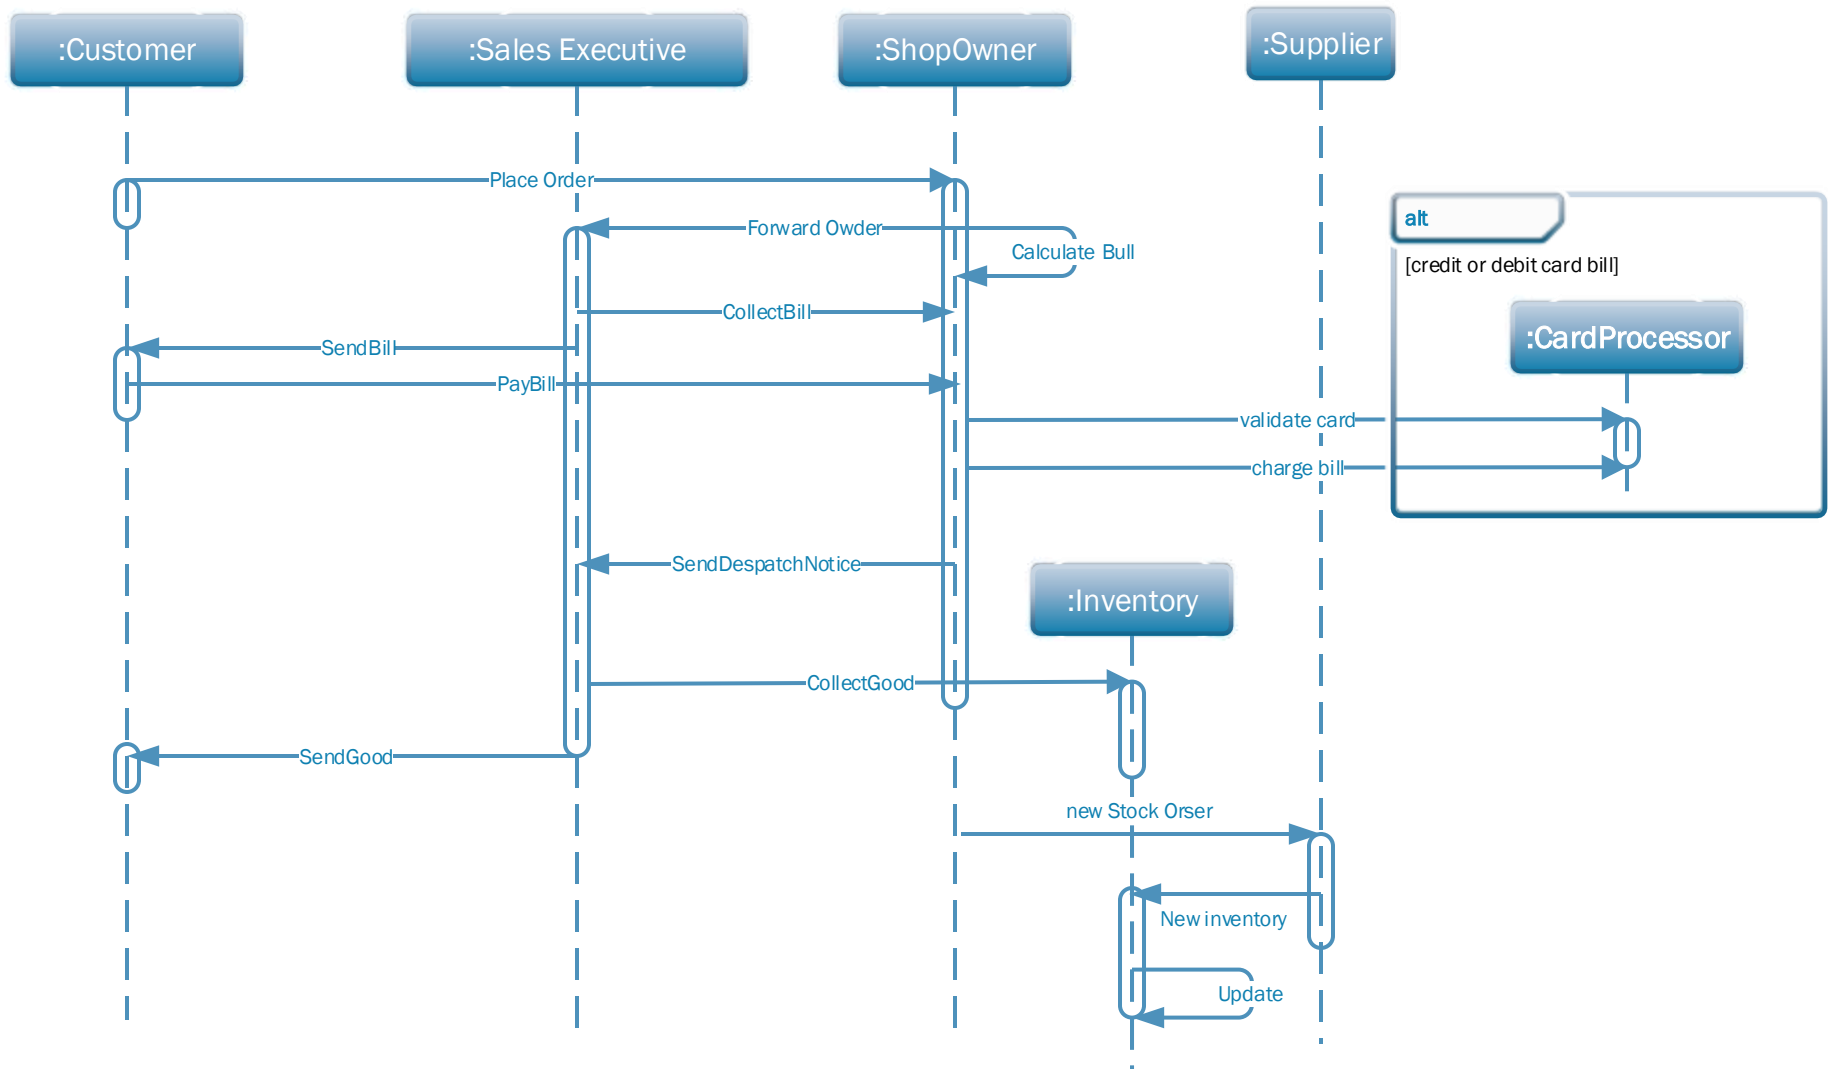 :Customer
:Sales Executive
:ShopOwner
:Supplier
Place Order
alt
Forward Owder
Calculate Bull
[credit or debit card bill]
CollectBill
:CardProcessor
SendBill
PayBill
validate card
charge bill
SendDespatchNotice
:Inventory
CollectGood
SendGood
new Stock Orser
New inventory
Update